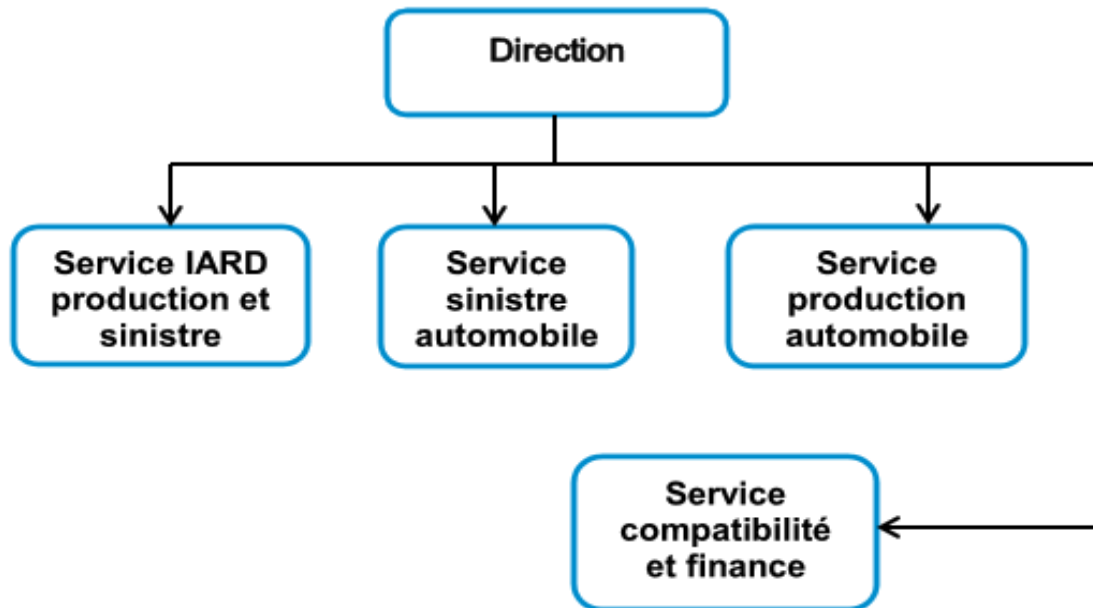 Direction
Service IARD
production et
sinistre
Service
sinistre
automobile
Service
production
automobile
Service
compatibilité
et finance